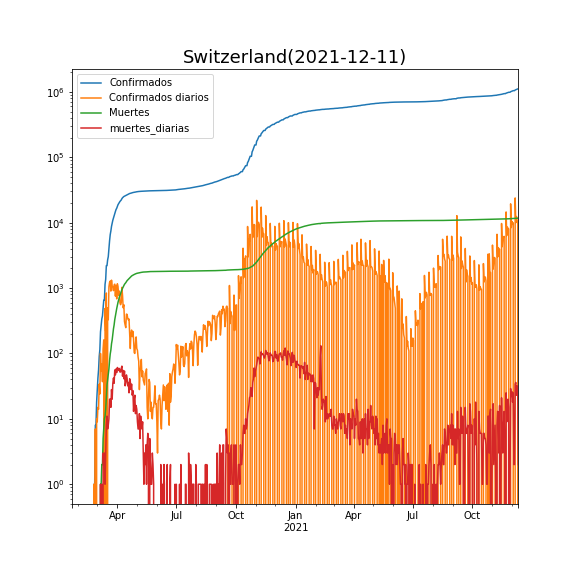 Switzerland(2021-12-11)
Confirmados
Confirmados diarios
Muertes
muertes_diarias
10⁶
10⁵
10⁴
10³
10²
10¹
10⁰
Apr Jul Oct Jan Apr Jul Oct
2021